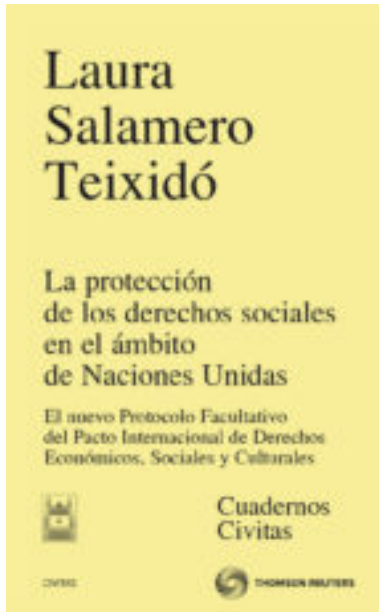 Laura
Salamero
Teixidó
La protección
de los derechos sociales
en el ámbito
de Naciones Unidas
El nuevo Protocolo Facultativo
del Pacto Internacional de Derechos
Económicos, Sociales y Culturales
Cuadernos
Civitas
CIVITAS
THOMSON REUTERS